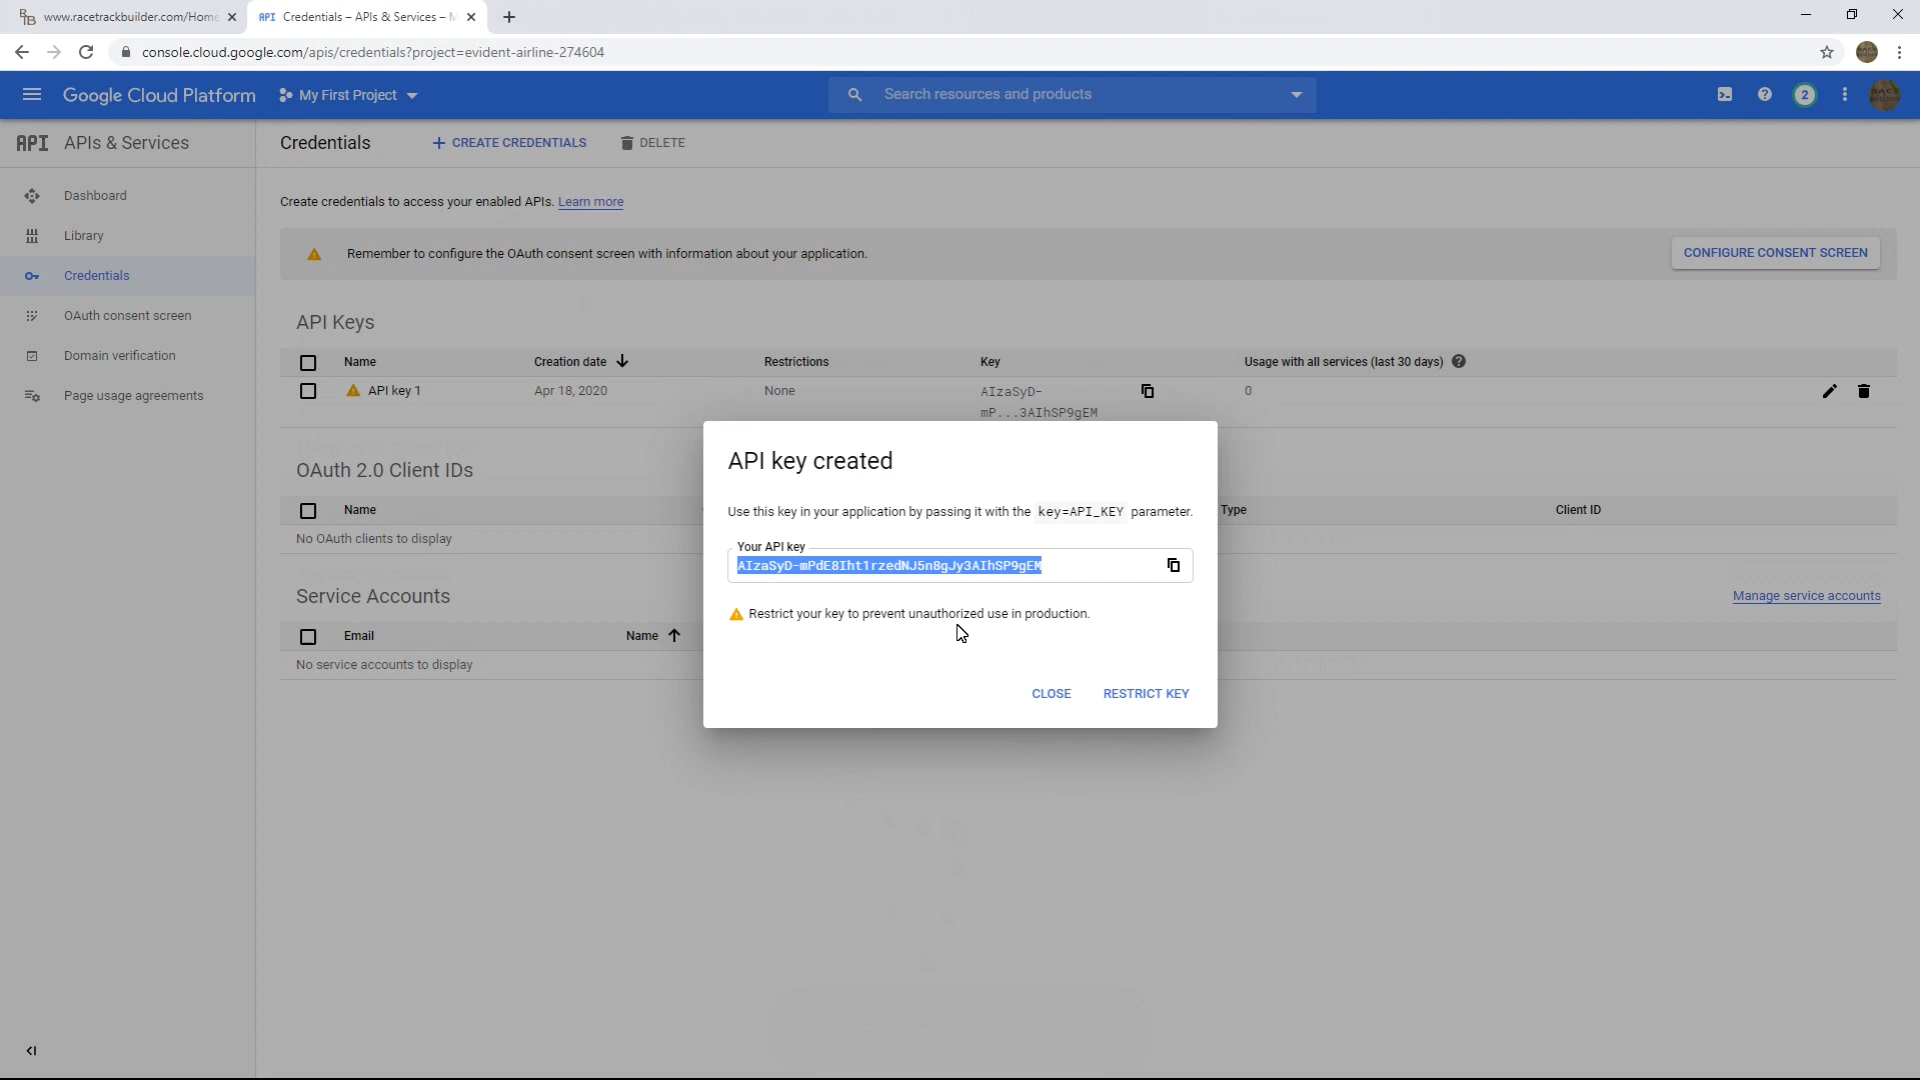 www.racetrackbuilder.com/Home
API Credentials – APIs & Services – M
console.cloud.google.com/apis/credentials?project=evident-airline-274604
Google Cloud Platform
My First Project
Search resources and products
2
API APIs & Services
Credentials
CREATE CREDENTIALS
DELETE
Dashboard
Library
Credentials
OAuth consent screen
Domain verification
Page usage agreements
Create credentials to access your enabled APIs. Learn more
Remember to configure the OAuth consent screen with information about your application.
CONFIGURE CONSENT SCREEN
API Keys
Name Creation date Restrictions Key Usage with all services (last 30 days)
API key 1 Apr 18, 2020 None AIzaSyD- 0
mP...3AIhSP9gEM
OAuth 2.0 Client IDs
Name Type Client ID
No OAuth clients to display
Service Accounts
Manage service accounts
Email Name
No service accounts to display
API key created
Use this key in your application by passing it with the key=API_KEY parameter.
Your API key
AIzaSyD-mPdE8Iht1rzedNJ5n8gJy3AIhSP9gEM
Restrict your key to prevent unauthorized use in production.
CLOSE RESTRICT KEY